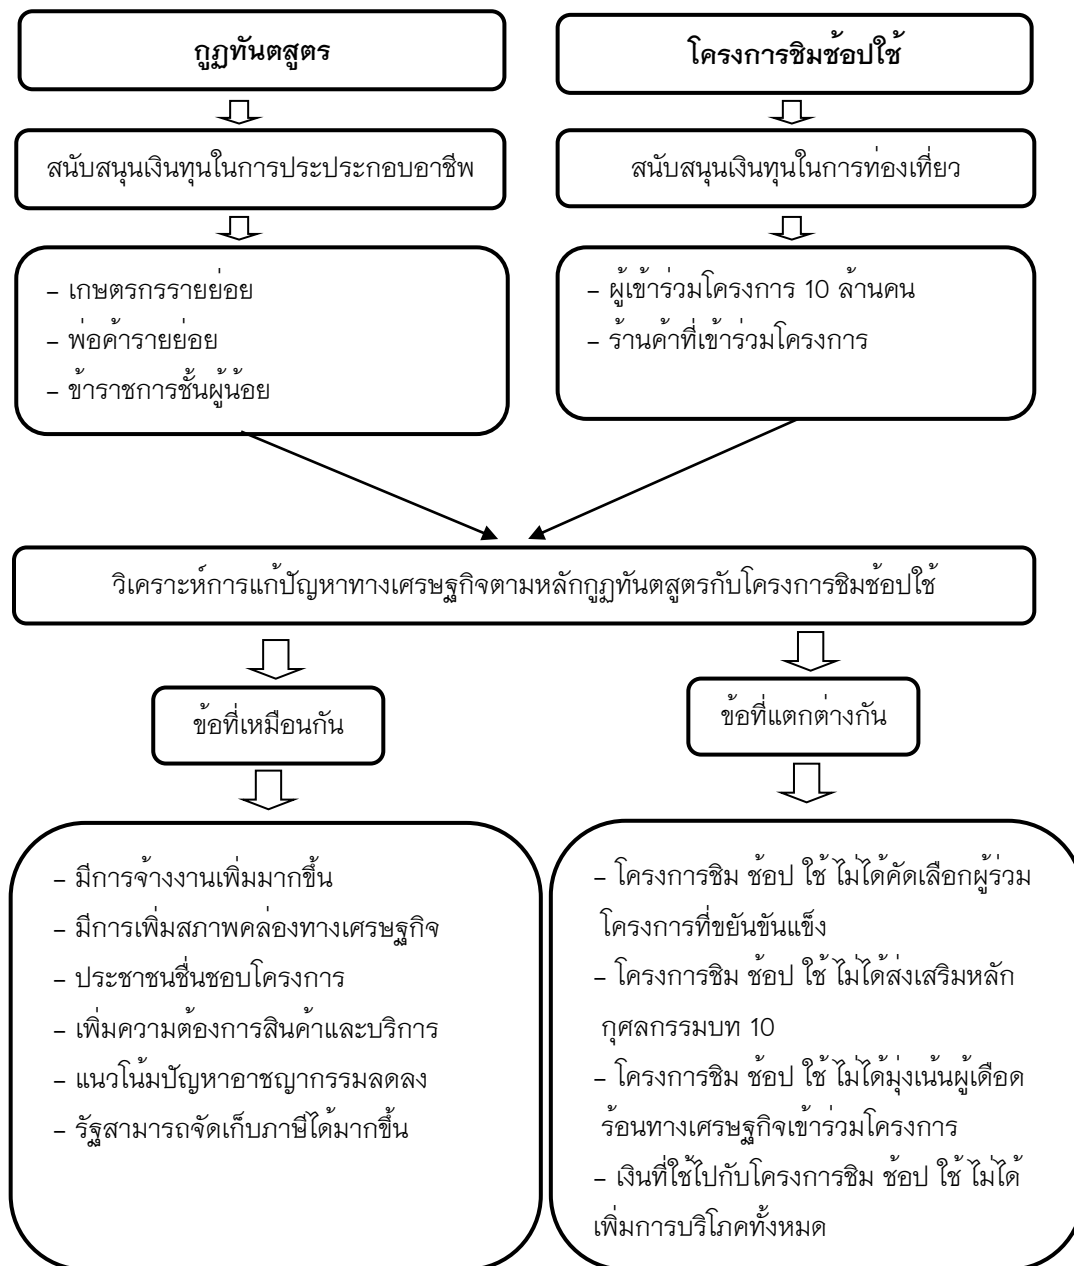 กูฏทันตสูตร
โครงการชิมช้อปใช้
สนับสนุนเงินทุนในการประประกอบอาชีพ
สนับสนุนเงินทุนในการท่องเที่ยว
– เกษตรกรรายย่อย
– พ่อค้ารายย่อย
– ข้าราชการชั้นผู้น้อย
– ผู้เข้าร่วมโครงการ 10 ล้านคน
– ร้านค้าที่เข้าร่วมโครงการ
วิเคราะห์การแก้ปัญหาทางเศรษฐกิจตามหลักกูฏทันตสูตรกับโครงการชิมช้อปใช้
ข้อที่เหมือนกัน
ข้อที่แตกต่างกัน
– มีการจ้างงานเพิ่มมากขึ้น
– มีการเพิ่มสภาพคล่องทางเศรษฐกิจ
– ประชาชนชื่นชอบโครงการ
– เพิ่มความต้องการสินค้าและบริการ
– แนวโน้มปัญหาอาชญากรรมลดลง
– รัฐสามารถจัดเก็บภาษีได้มากขึ้น
– โครงการชิม ช้อป ใช้ ไม่ได้คัดเลือกผู้ร่วม
โครงการที่ขยันขันแข็ง
– โครงการชิม ช้อป ใช้ ไม่ได้ส่งเสริมหลัก
กุศลกรรมบท 10
– โครงการชิม ช้อป ใช้ ไม่ได้มุ่งเน้นผู้เดือด
ร้อนทางเศรษฐกิจเข้าร่วมโครงการ
– เงินที่ใช้ไปกับโครงการชิม ช้อป ใช้ ไม่ได้
เพิ่มการบริโภคทั้งหมด